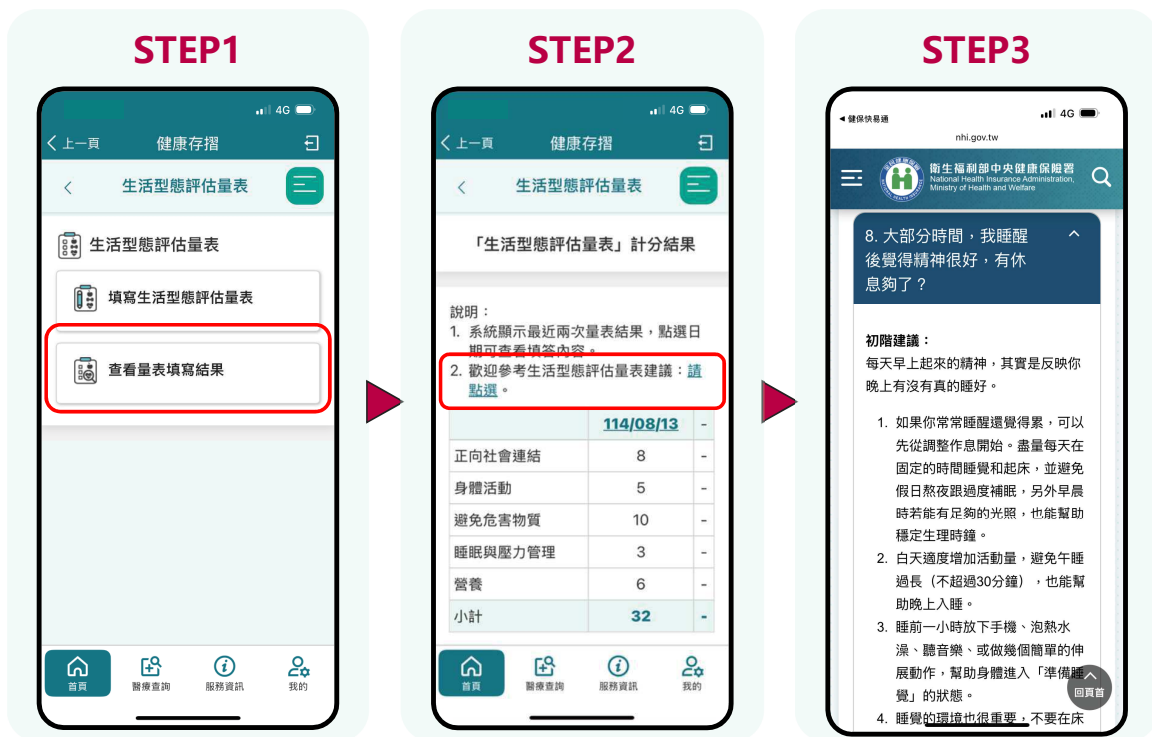 STEP1
4G
上一頁 健康存摺
生活型態評估量表
生活型態評估量表
填寫生活型態評估量表
查看量表填寫結果
首頁 醫療查詢 服務資訊 我的
STEP2
4G
上一頁 健康存摺
生活型態評估量表
「生活型態評估量表」計分結果
說明：
1. 系統顯示最近兩次量表結果，點選日
期可查看填答內容。
2. 歡迎參考生活型態評估量表建議：請
點選。
114/08/13 -
正向社會連結 8 -
身體活動 5 -
避免危害物質 10 -
睡眠與壓力管理 3 -
營養 6 -
小計 32 -
首頁 醫療查詢 服務資訊 我的
STEP3
◀ 健保快易通 4G
nhi.gov.tw
衛生福利部中央健康保險署
National Health Insurance Administration,
Ministry of Health and Welfare
8. 大部分時間，我睡醒
後覺得精神很好，有休
息夠了？
初階建議：
每天早上起來的精神，其實是反映你
晚上有沒有真的睡好。
1. 如果你常常睡醒還覺得累，可以
先從調整作息開始。盡量每天在
固定的時間睡覺和起床，並避免
假日熬夜跟過度補眠，另外早晨
時若能有足夠的光照，也能幫助
穩定生理時鐘。
2. 白天適度增加活動量，避免午睡
過長（不超過30分鐘），也能幫
助晚上入睡。
3. 睡前一小時放下手機、泡熱水
澡、聽音樂、或做幾個簡單的伸
展動作，幫助身體進入「準備睡
覺」的狀態。
回頁首
4. 睡覺的環境也很重要，不要在床